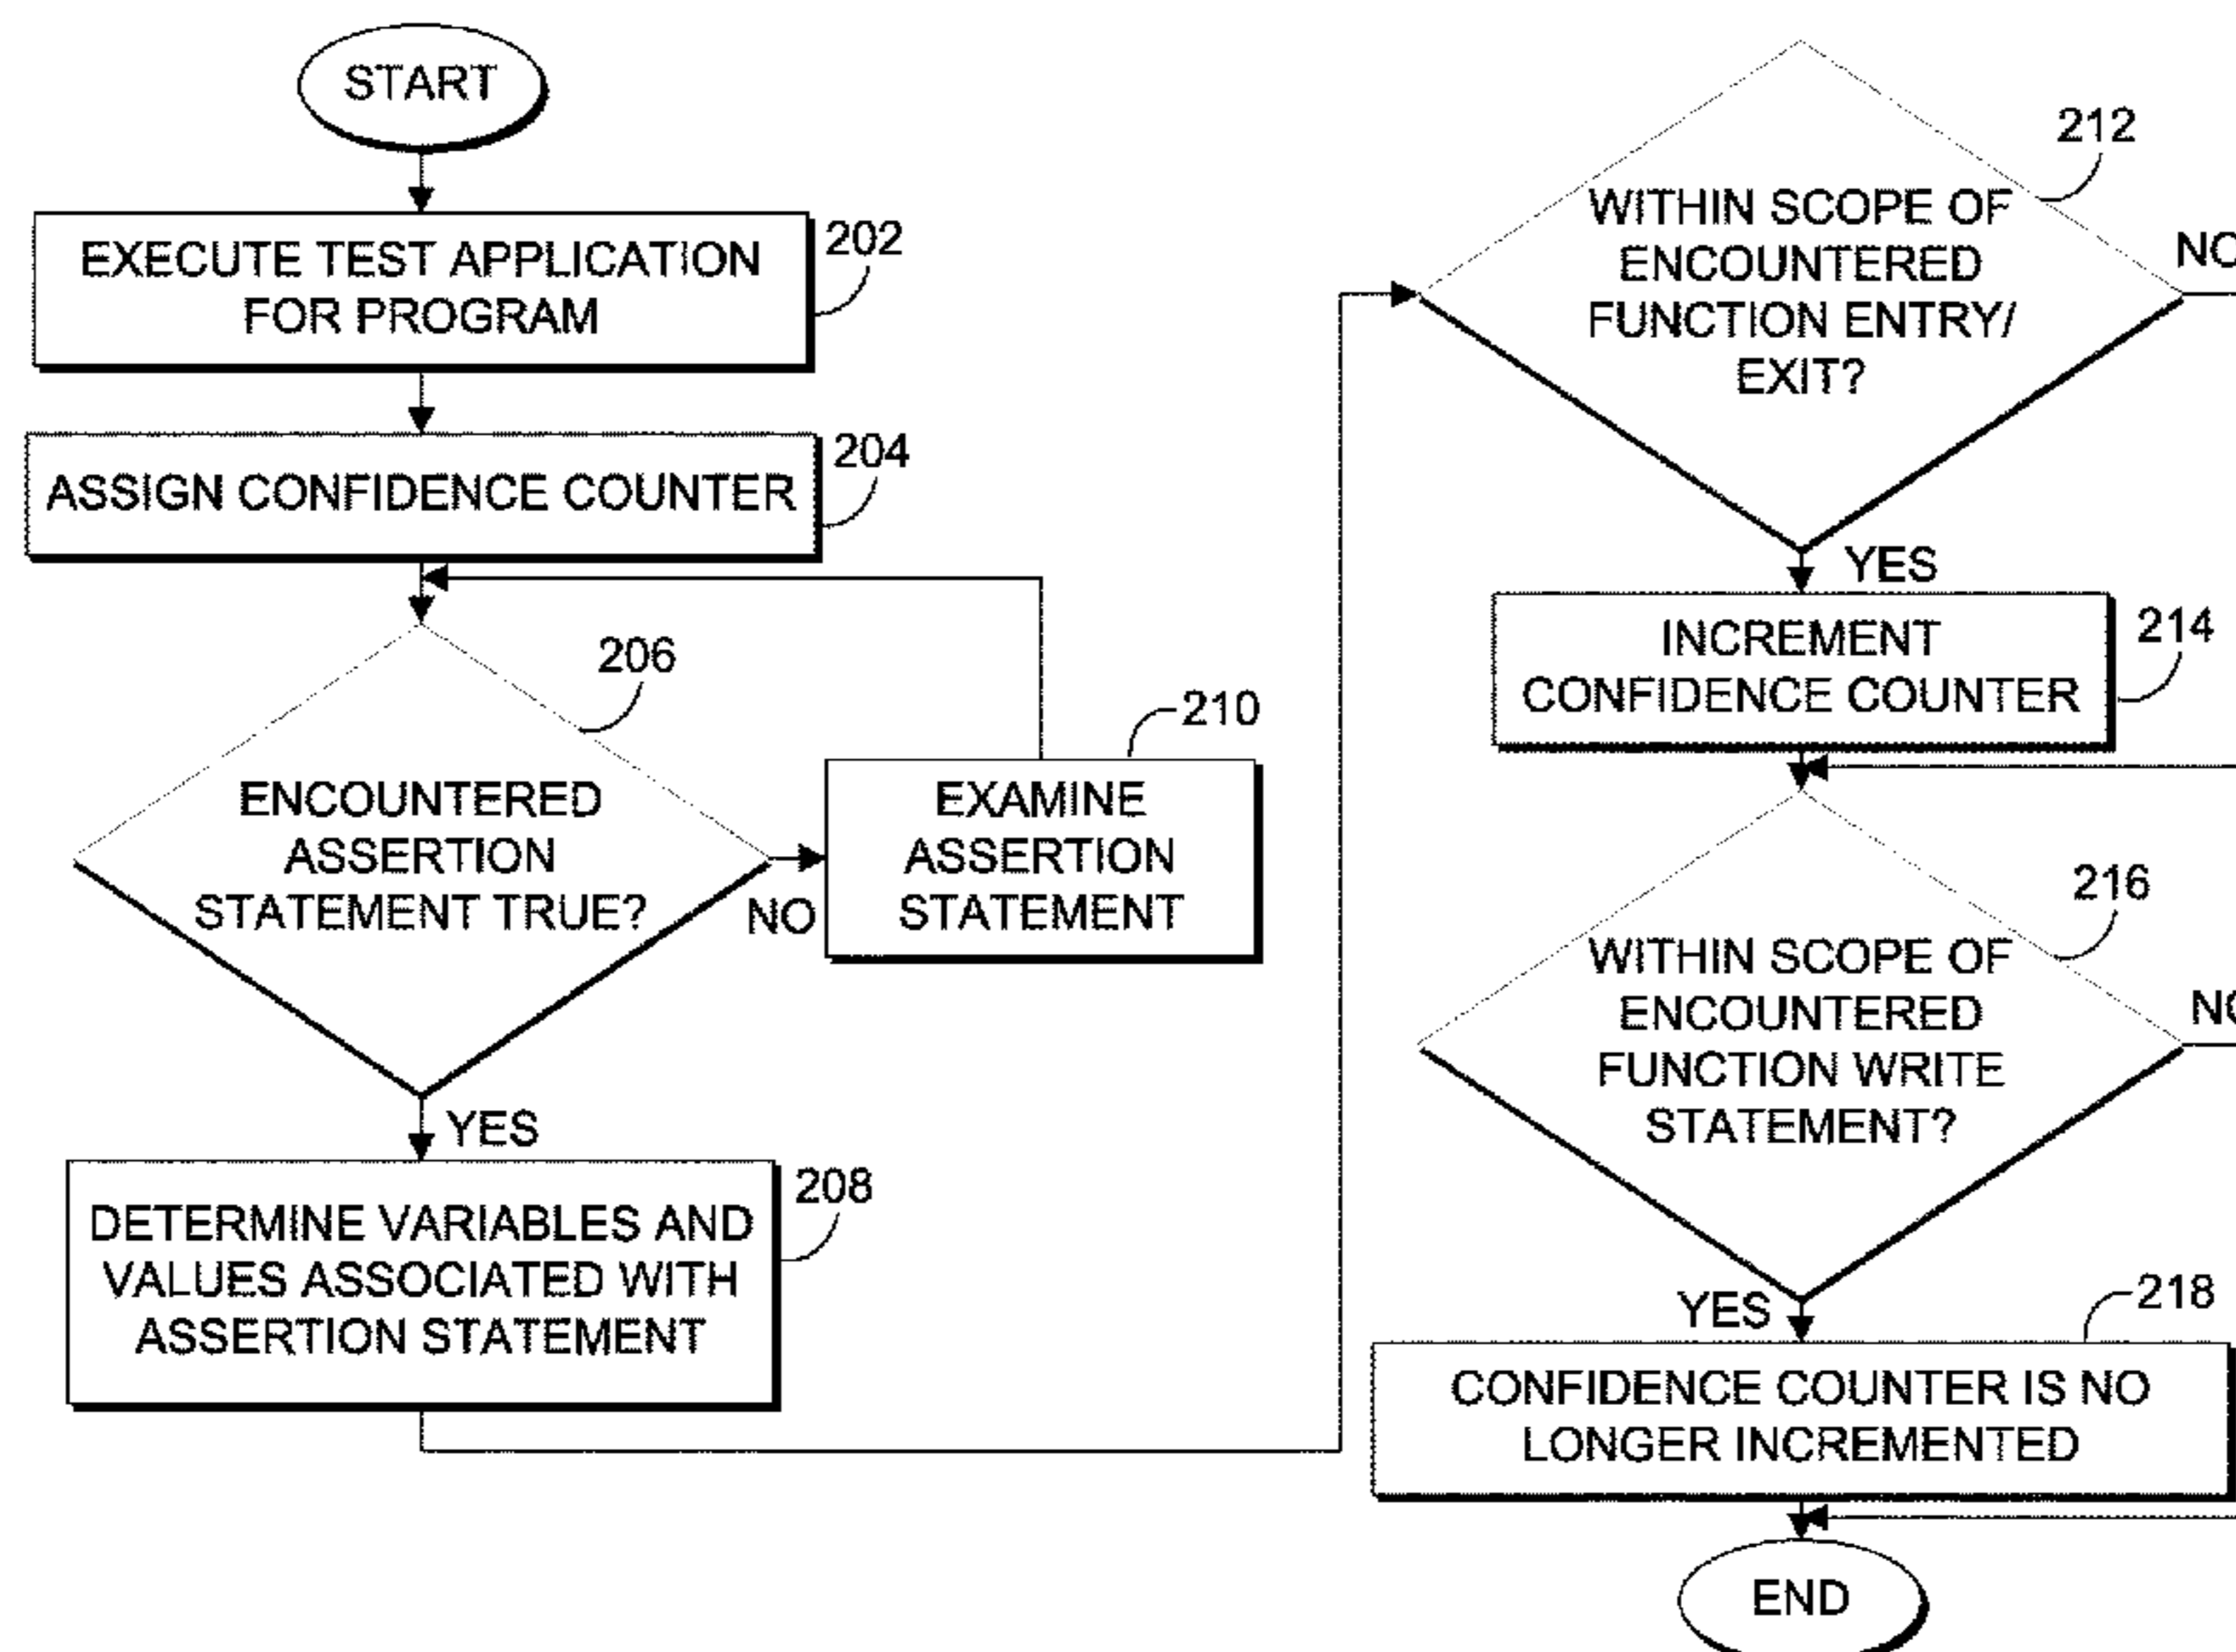 START
EXECUTE TEST APPLICATION
FOR PROGRAM
202
ASSIGN CONFIDENCE COUNTER
204
206
ENCOUNTERED
ASSERTION
STATEMENT TRUE?
NO
210
EXAMINE
ASSERTION
STATEMENT
YES
208
DETERMINE VARIABLES AND
VALUES ASSOCIATED WITH
ASSERTION STATEMENT
212
WITHIN SCOPE OF
ENCOUNTERED
FUNCTION ENTRY/
EXIT?
NO
YES
INCREMENT
CONFIDENCE COUNTER
214
216
WITHIN SCOPE OF
ENCOUNTERED
FUNCTION WRITE
STATEMENT?
NO
YES
218
CONFIDENCE COUNTER IS NO
LONGER INCREMENTED
END